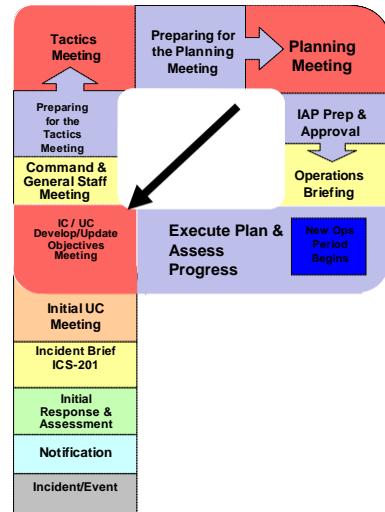 Tactics
Meeting
Preparing for
the Planning
Meeting
Planning
Meeting
Preparing
for the
Tactics
Meeting
IAP Prep &
Approval
Command &
General Staff
Meeting
Operations
Briefing
IC / UC
Develop/Update
Objectives
Meeting
Execute Plan &
Assess
Progress
New Ops
Period
Begins
Initial UC
Meeting
Incident Brief
ICS-201
Initial
Response &
Assessment
Notification
Incident/Event